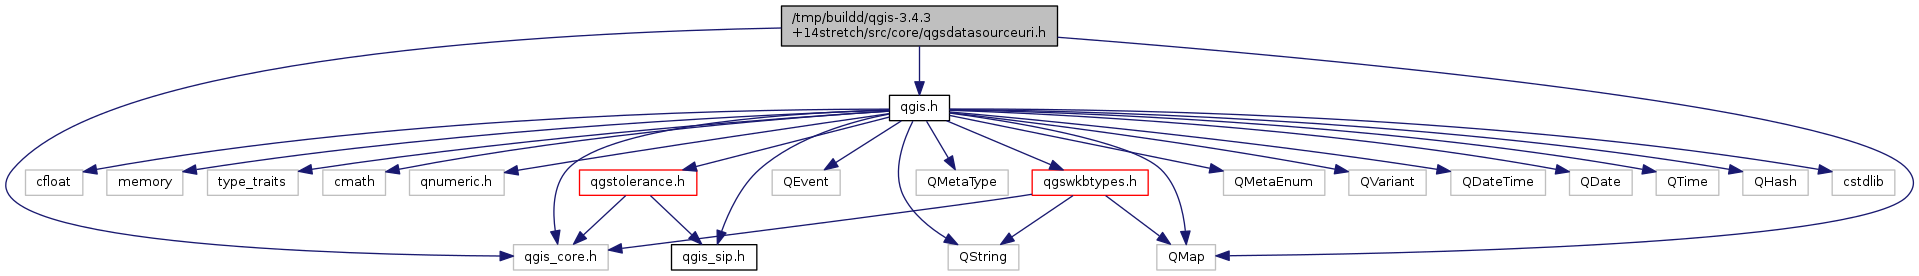 /tmp/buildd/qgis-3.4.3
+14stretch/src/core/qgsdatasourceuri.h
qgis.h
cfloat
memory
type_traits
cmath
qnumeric.h
qgstolerance.h
QEvent
QMetaType
qgswkbtypes.h
QMetaEnum
QVariant
QDateTime
QDate
QTime
QHash
cstdlib
qgis_core.h
qgis_sip.h
QString
QMap